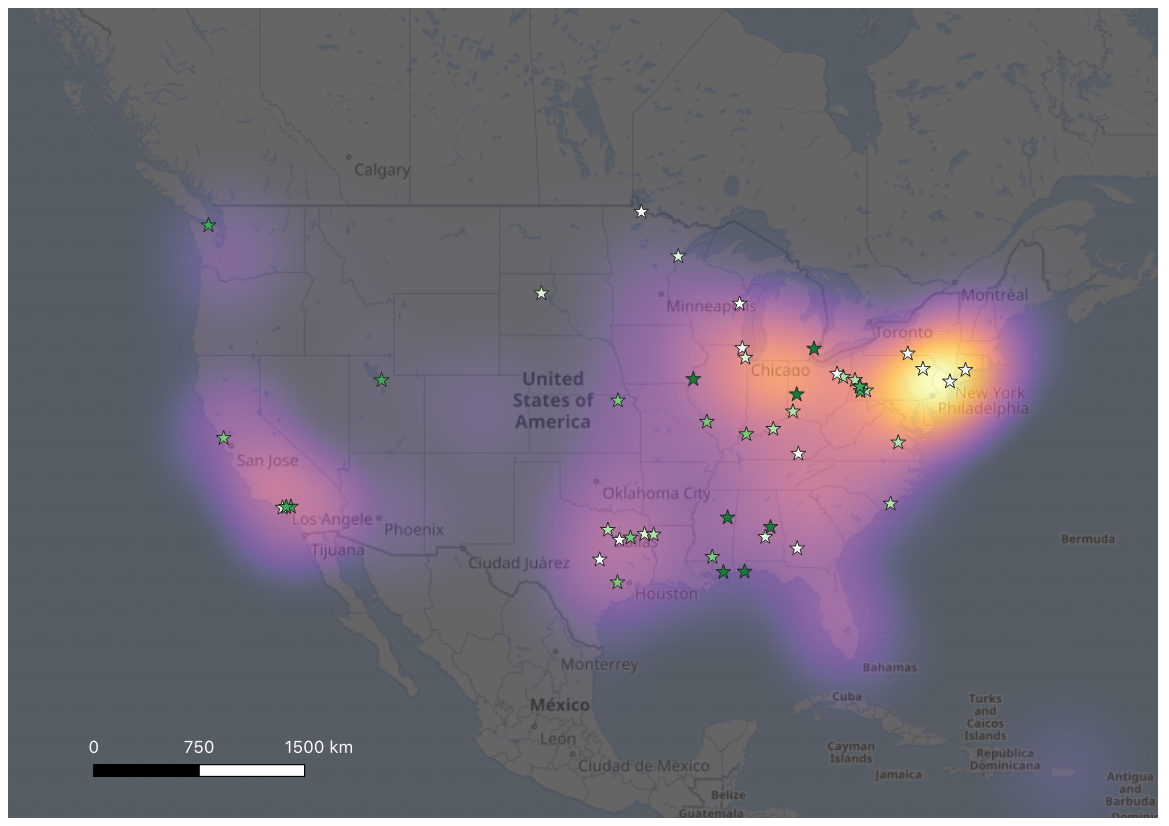 Calgary
Montréal
Minneapolis
Toronto
Chicago
United
States of
America
New York
Philadelphia
San Jose
Oklahoma City
Los Angele
Phoenix
Tijuana
Dallas
Bermuda
Ciudad Juárez
Houston
Monterrey
Bahamas
Cuba
México
Turks
and
Caicos
Islands
León
0 750 1500 km
Cayman
Islands
República
Dominicana
Ciudad de México
Jamaica
Antigua
and
Barbuda
Belize
Guatemala